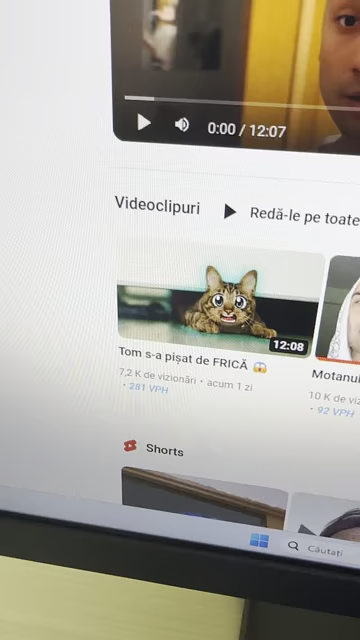 0:00 / 12:07
Videoclipuri
Redă-le pe toate
12:08
Tom s-a pișat de FRICĂ 😱
7,2 K de vizionări • acum 1 zi
• 281 VPH
Motanul
10 K de
• 92 VPH
Shorts
Căutați